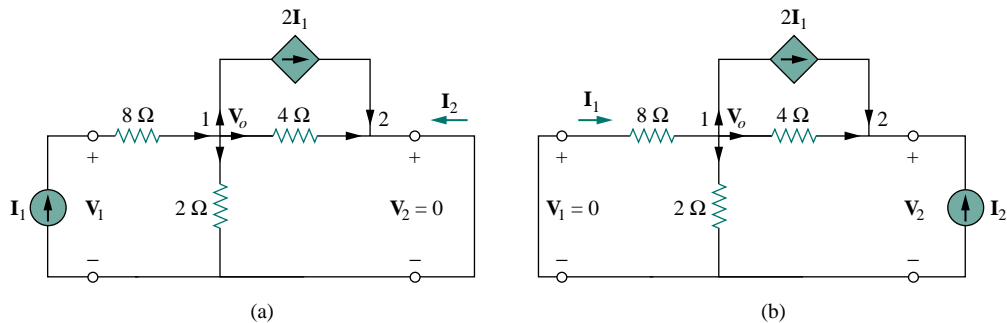 2I₁
I₂
8 Ω
1
Vₒ
4 Ω
2
+
+
I₁
V₁
2 Ω
V₂ = 0
–
–
(a)
2I₁
I₁
8 Ω
1
Vₒ
4 Ω
2
+
+
V₁ = 0
2 Ω
V₂
I₂
–
–
(b)